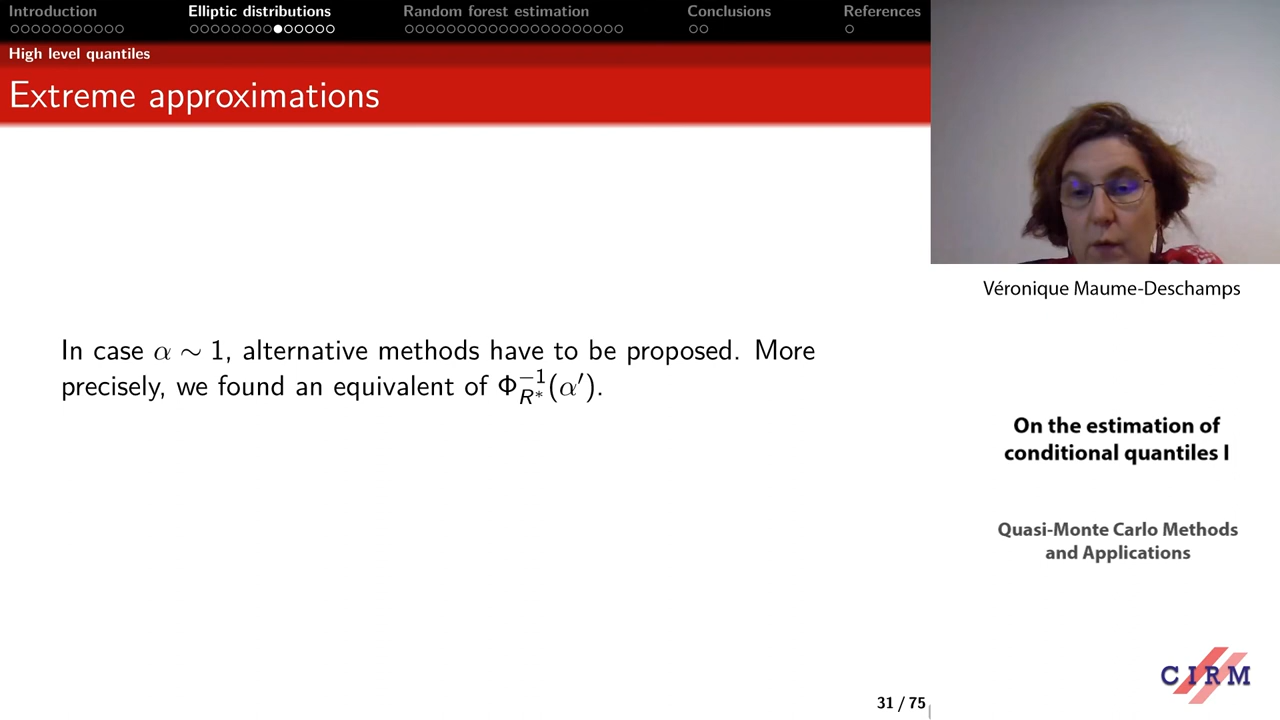 Introduction
Elliptic distributions
Random forest estimation
Conclusions
References
High level quantiles
Extreme approximations
In case α ∼ 1, alternative methods have to be proposed. More
precisely, we found an equivalent of Φ_{R*}^{−1}(α′).
31 / 75
Véronique Maume-Deschamps
On the estimation of
conditional quantiles I
Quasi-Monte Carlo Methods
and Applications
CIRM